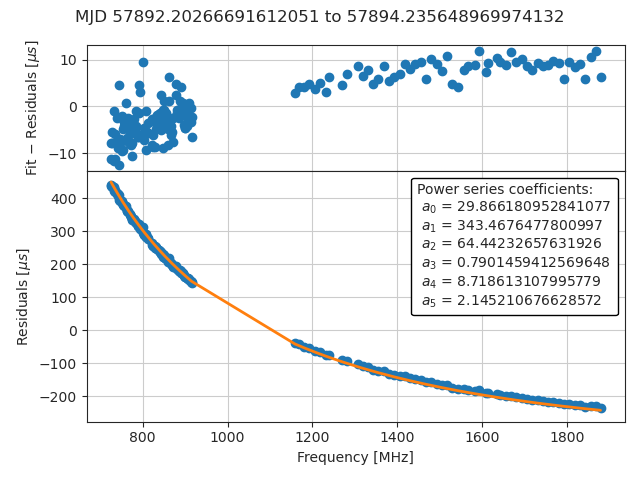 MJD 57892.20266691612051 to 57894.235648969974132
Fit − Residuals [μs]
10
0
−10
Residuals [μs]
400
300
200
100
0
−100
−200
Power series coefficients:
a0 = 29.866180952841077
a1 = 343.4676477800997
a2 = 64.44232657631926
a3 = 0.7901459412569648
a4 = 8.718613107995779
a5 = 2.145210676628572
800 1000 1200 1400 1600 1800
Frequency [MHz]